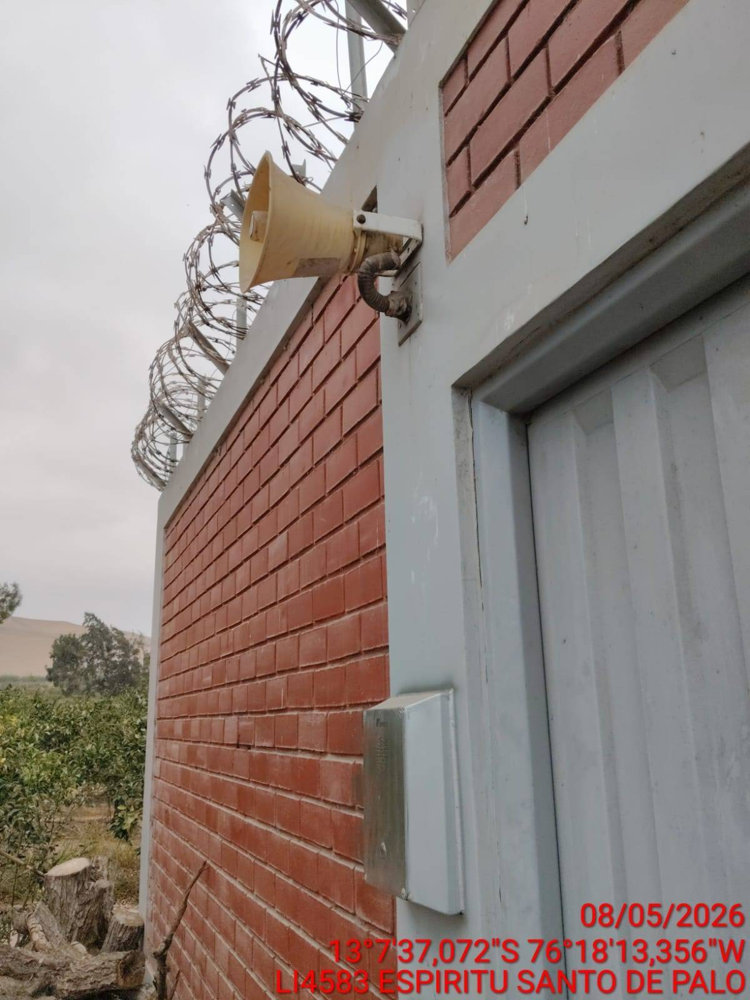 08/05/2026
13°7'37,072"S 76°18'13,356"W
LI4583 ESPIRITU SANTO DE PALO